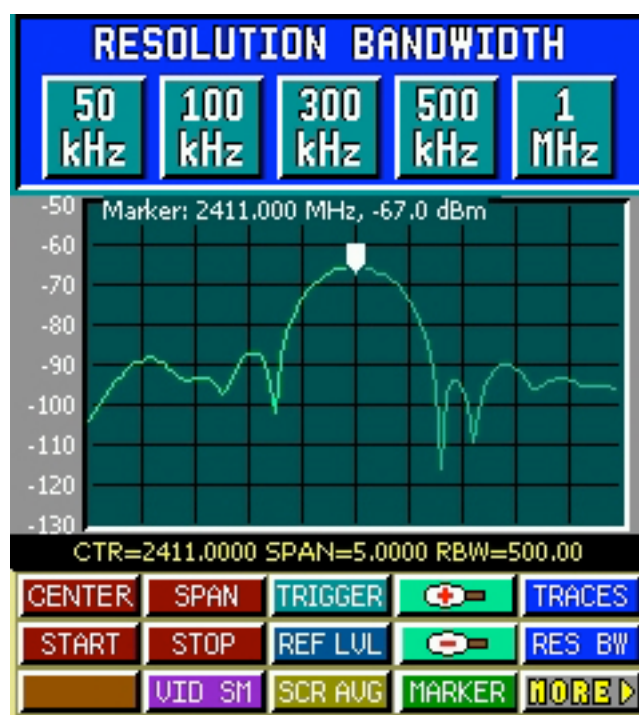 RESOLUTION BANDWIDTH
50 kHz 100 kHz 300 kHz 500 kHz 1 MHz
Marker: 2411.000 MHz, -67.0 dBm
-50
-60
-70
-80
-90
-100
-110
-120
-130
CTR=2411.0000 SPAN=5.0000 RBW=500.00
CENTER SPAN TRIGGER TRACES
START STOP REF LVL RES BW
VID SM SCR AVG MARKER MORE